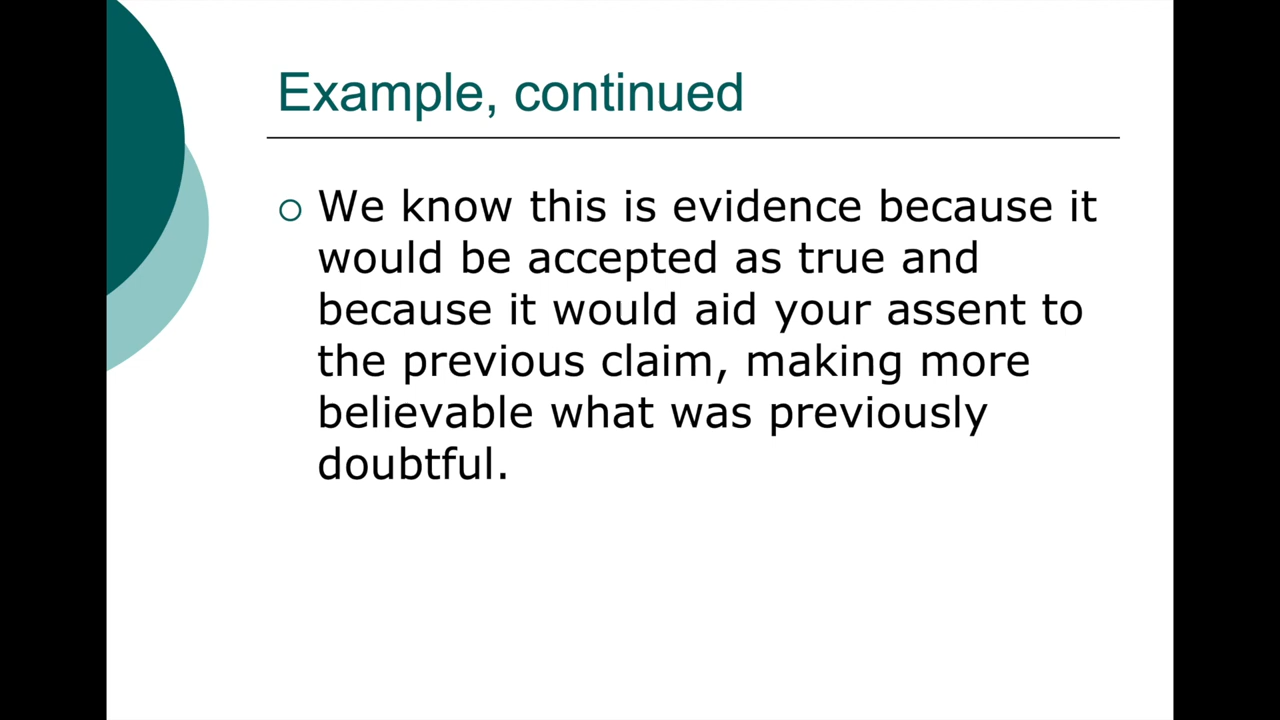 Example, continued
We know this is evidence because it
would be accepted as true and
because it would aid your assent to
the previous claim, making more
believable what was previously
doubtful.